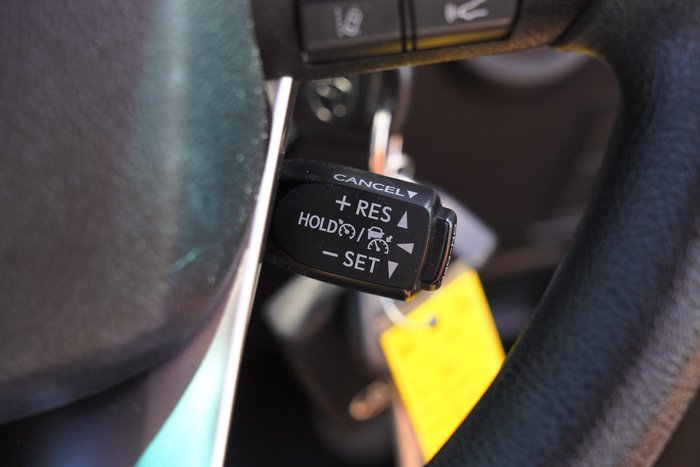 CANCEL▼
+ RES ▲
HOLD /
− SET ▼